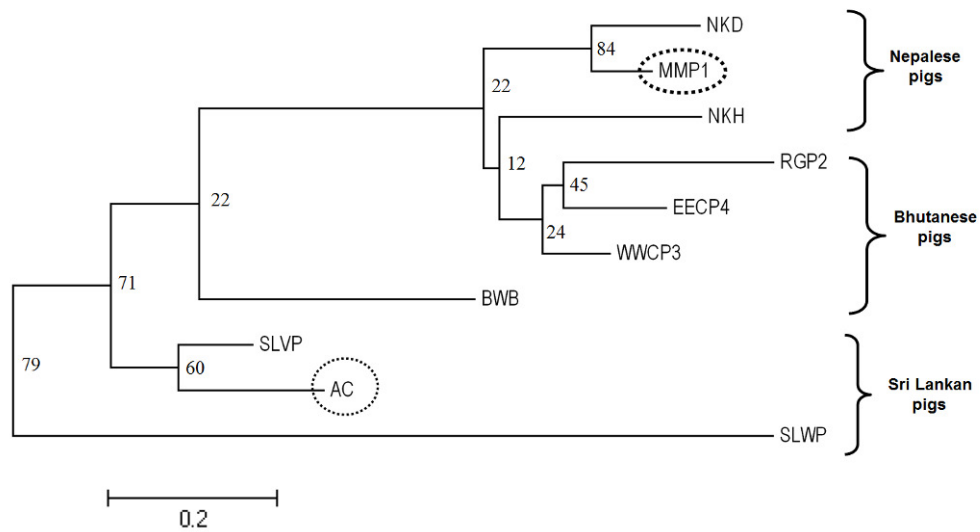 NKD
84
MMP1
Nepalese
pigs
22
NKH
RGP2
12
45
EECP4
Bhutanese
pigs
22
24
WWCP3
71
BWB
SLVP
79
60
AC
Sri Lankan
pigs
SLWP
0.2